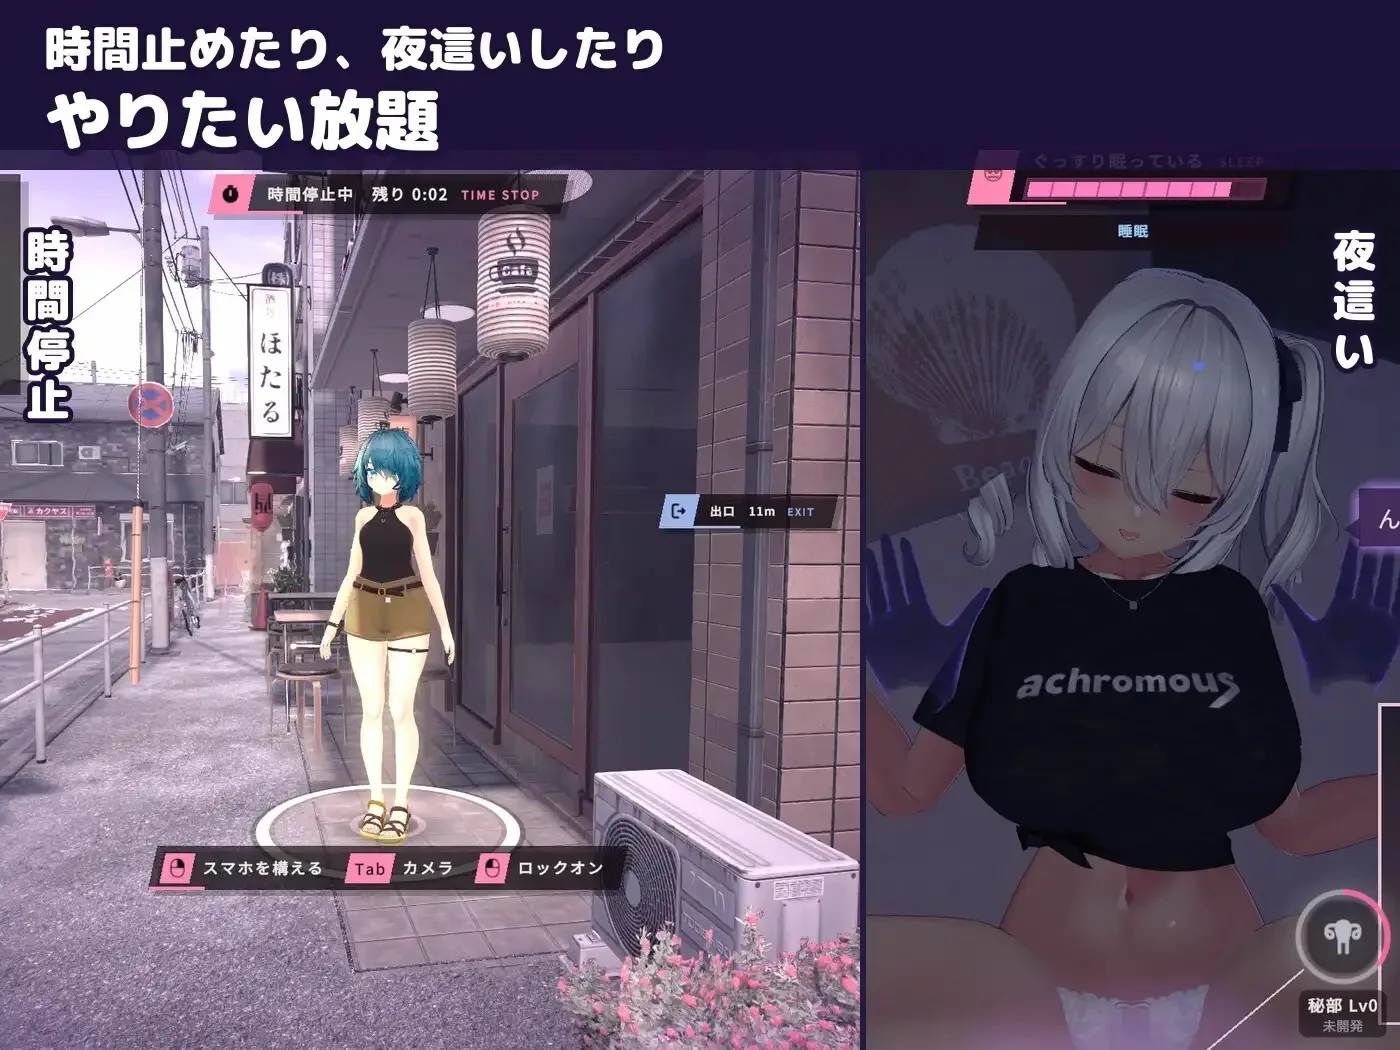 時間止めたり、夜這いしたり
やりたい放題
時間停止中 残り 0:02 TIME STOP
時間停止
ほたる
Cafe
カクヤス
出口 11m EXIT
スマホを構える Tab カメラ ロックオン
ぐっすり眠っている SLEEP
睡眠
夜這い
ん
achromous
秘部 Lv0
未開発